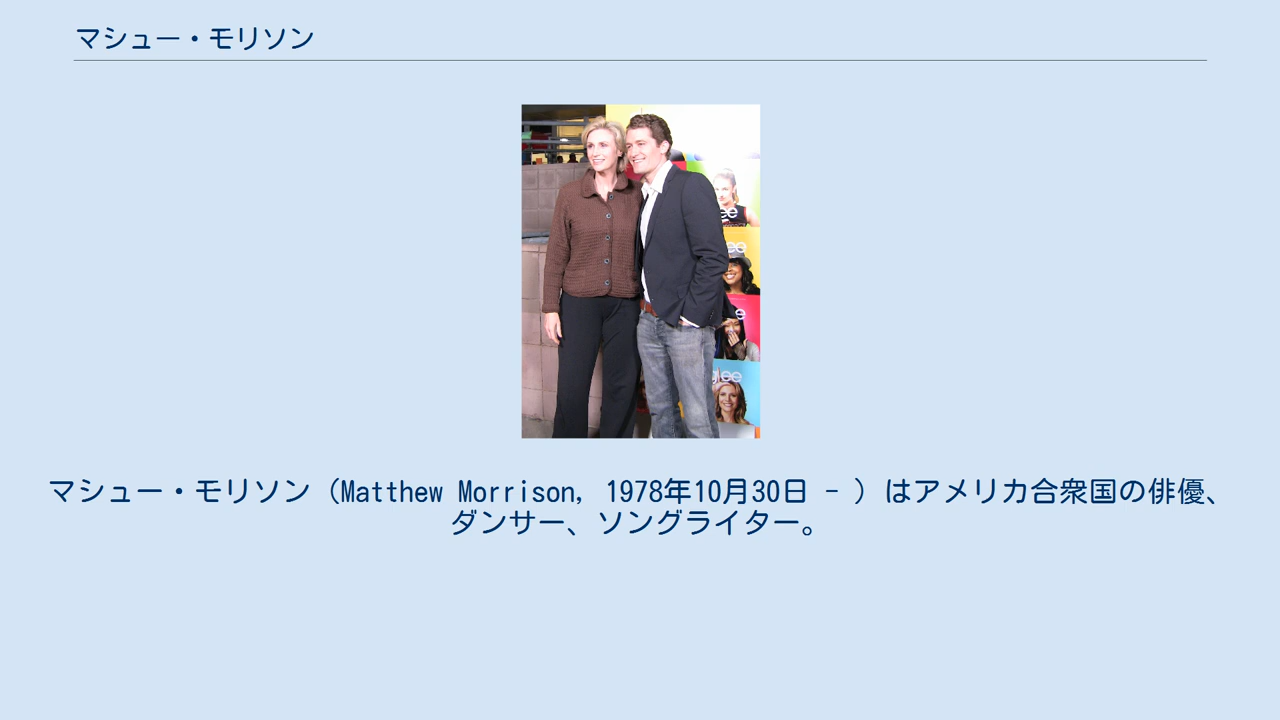 マシュー・モリソン
glee
マシュー・モリソン（Matthew Morrison, 1978年10月30日 - ）はアメリカ合衆国の俳優、
ダンサー、ソングライター。